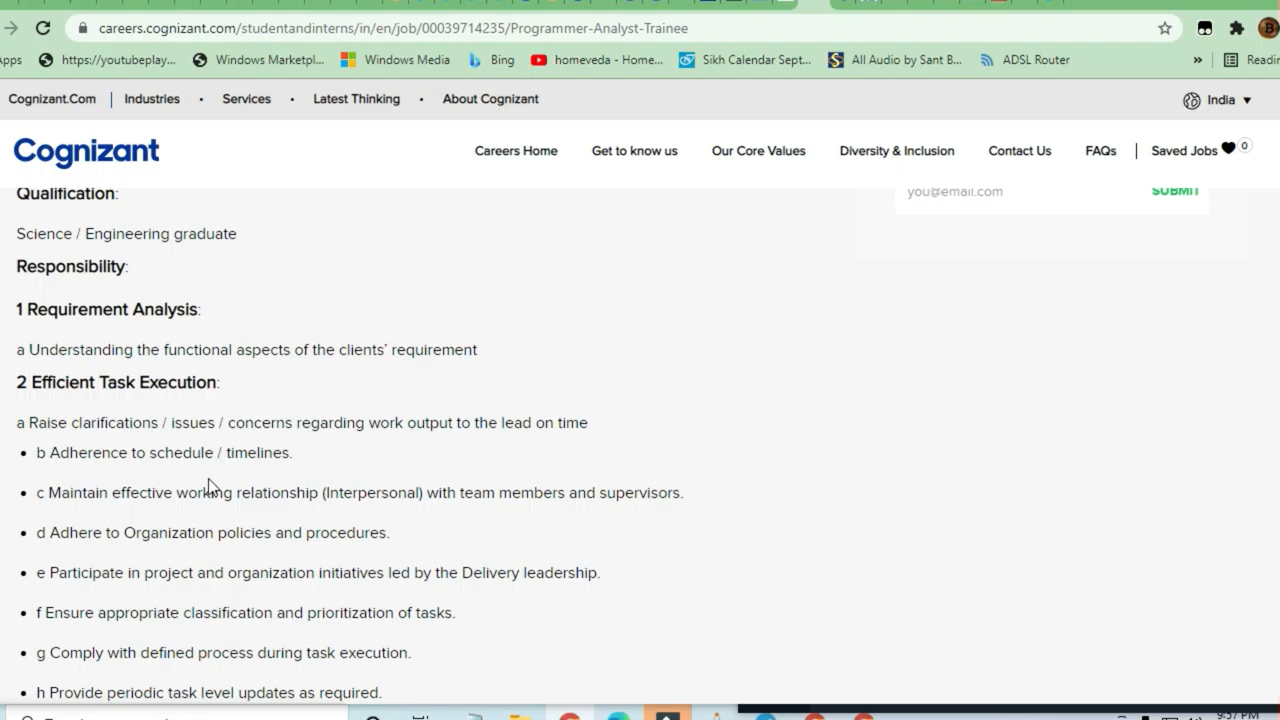 careers.cognizant.com/studentandinterns/in/en/job/00039714235/Programmer-Analyst-Trainee
pps https://youtubeplay... Windows Marketpl... Windows Media Bing homeveda - Home... Sikh Calendar Sept... All Audio by Sant B... ADSL Router » Readin
Cognizant.Com | Industries • Services • Latest Thinking • About Cognizant India ▼
Cognizant Careers Home Get to know us Our Core Values Diversity & Inclusion Contact Us FAQs | Saved Jobs 0
Qualification: you@email.com SUBMIT
Science / Engineering graduate
Responsibility:
1 Requirement Analysis:
a Understanding the functional aspects of the clients’ requirement
2 Efficient Task Execution:
a Raise clarifications / issues / concerns regarding work output to the lead on time
• b Adherence to schedule / timelines.
• c Maintain effective working relationship (Interpersonal) with team members and supervisors.
• d Adhere to Organization policies and procedures.
• e Participate in project and organization initiatives led by the Delivery leadership.
• f Ensure appropriate classification and prioritization of tasks.
• g Comply with defined process during task execution.
• h Provide periodic task level updates as required.
9:57 PM